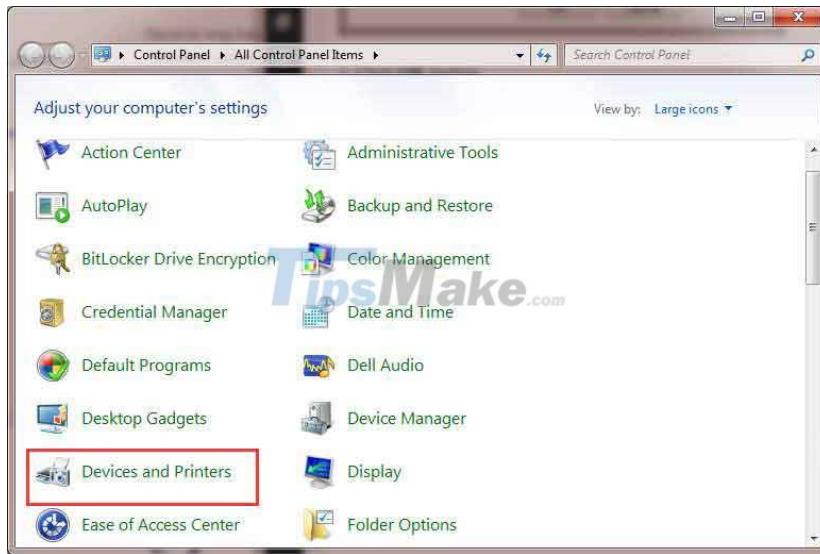 Control Panel All Control Panel Items Search Control Panel
Adjust your computer's settings View by: Large icons
Action Center Administrative Tools
AutoPlay Backup and Restore
BitLocker Drive Encryption Color Management
TipsMake.com
Credential Manager Date and Time
Default Programs Dell Audio
Desktop Gadgets Device Manager
Devices and Printers Display
Ease of Access Center Folder Options